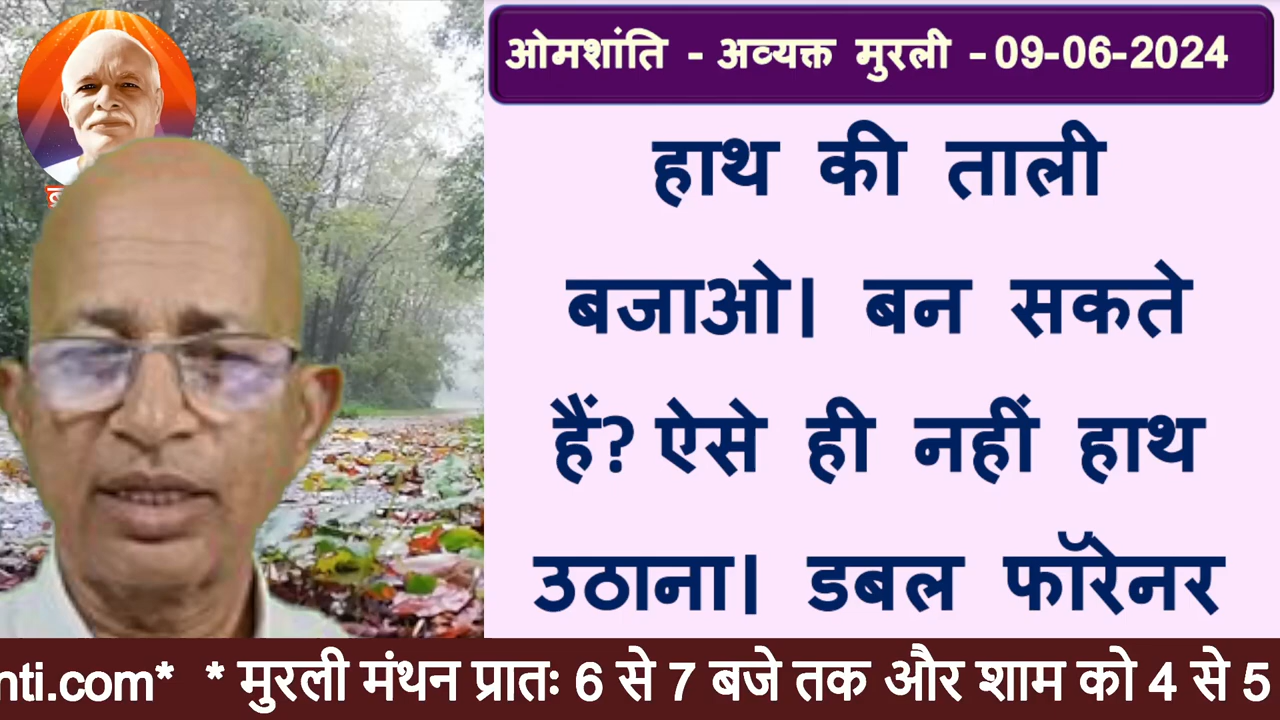 ओमशांति - अव्यक्त मुरली - 09-06-2024
हाथ की ताली
बजाओ। बन सकते
हैं? ऐसे ही नहीं हाथ
उठाना। डबल फॉरेनर
nti.com* * मुरली मंथन प्रातः 6 से 7 बजे तक और शाम को 4 से 5